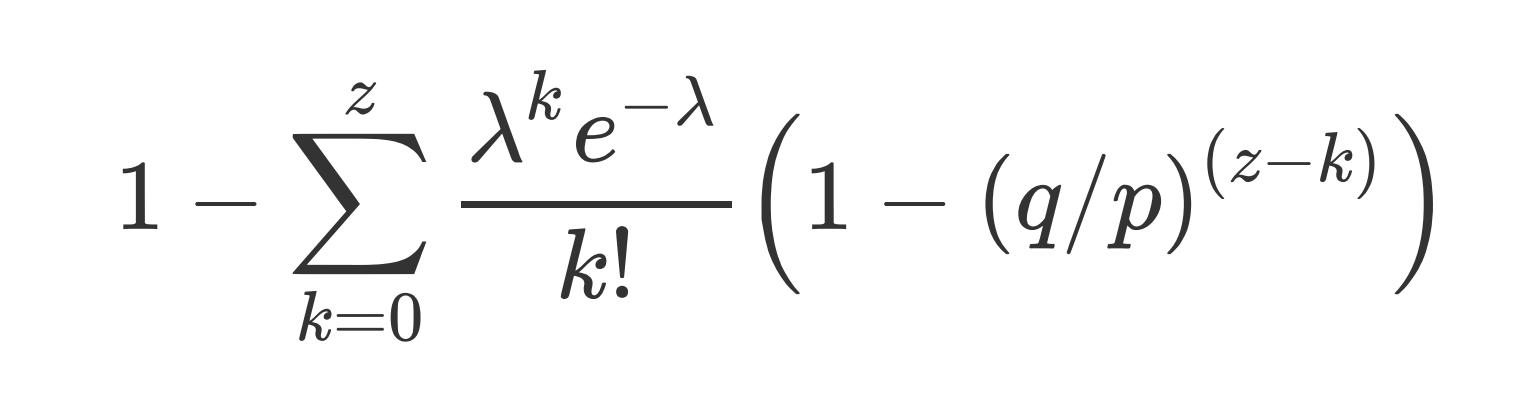 1 - \sum_{k=0}^{z} \frac{\lambda^k e^{-\lambda}}{k!} \left(1 - (q/p)^{(z-k)}\right)